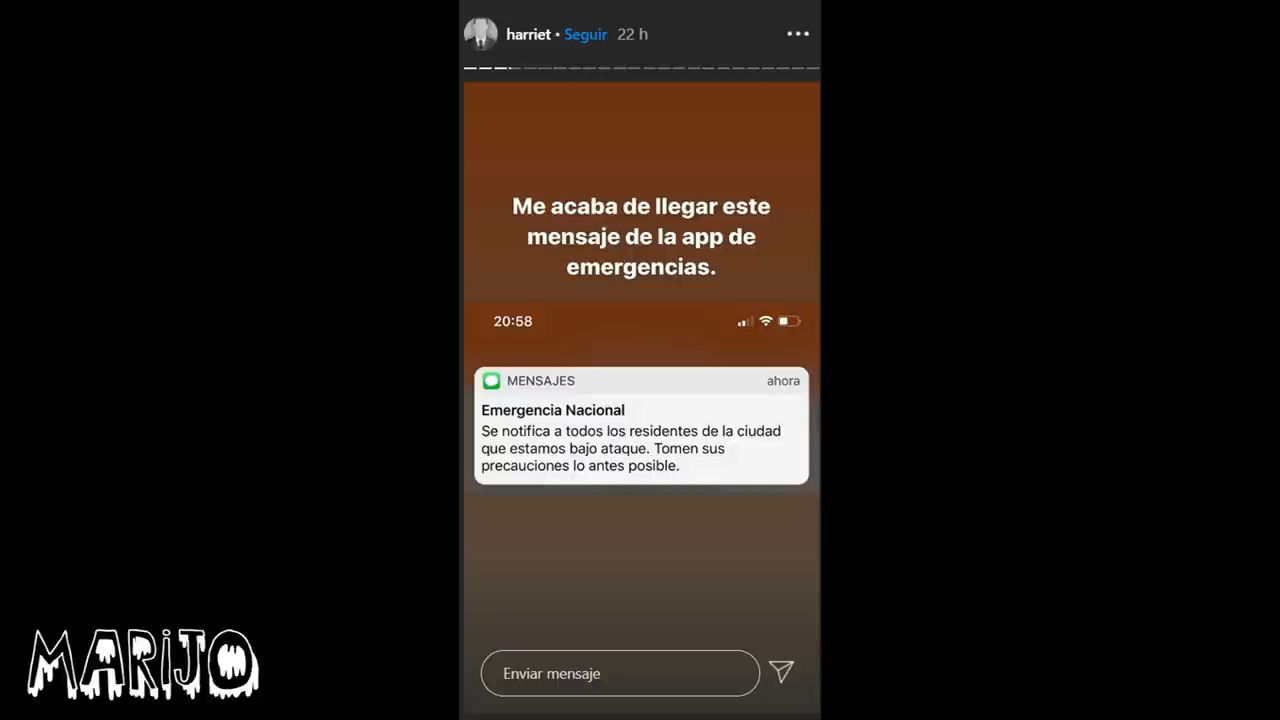 harriet • Seguir 22 h
Me acaba de llegar este
mensaje de la app de
emergencias.
20:58
MENSAJES ahora
Emergencia Nacional
Se notifica a todos los residentes de la ciudad
que estamos bajo ataque. Tomen sus
precauciones lo antes posible.
Enviar mensaje
MARiJO